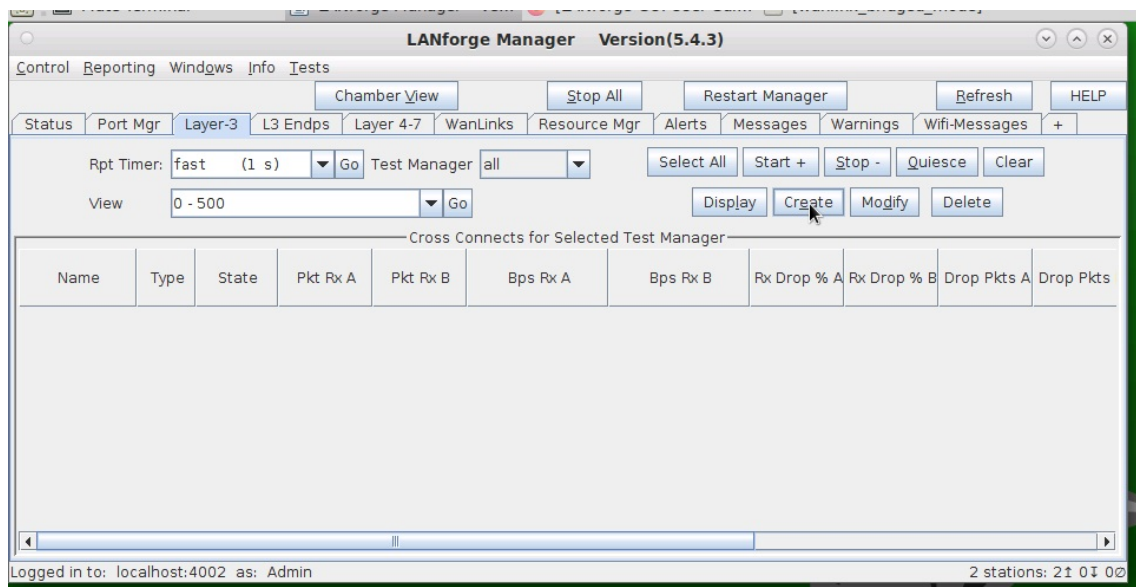 LANforge Manager Version(5.4.3)
Control Reporting Windows Info Tests
Chamber View Stop All Restart Manager Refresh HELP
Status Port Mgr Layer-3 L3 Endps Layer 4-7 WanLinks Resource Mgr Alerts Messages Warnings Wifi-Messages +
Rpt Timer: fast (1 s) Go Test Manager all Select All Start + Stop - Quiesce Clear
View 0 - 500 Go Display Create Modify Delete
Cross Connects for Selected Test Manager
Name Type State Pkt Rx A Pkt Rx B Bps Rx A Bps Rx B Rx Drop % A Rx Drop % B Drop Pkts A Drop Pkts
Logged in to: localhost:4002 as: Admin 2 stations: 2↥ 0↧ 0∅